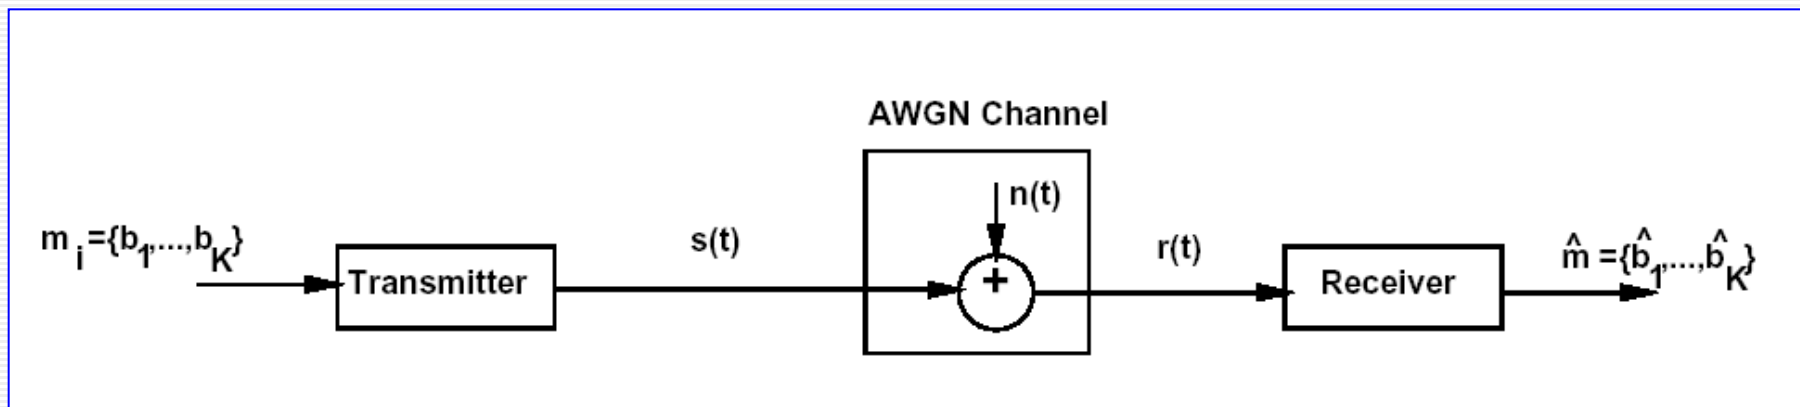 AWGN Channel
n(t)
m_i={b_1,...,b_K}
Transmitter
s(t)
+
r(t)
Receiver
m̂ ={b̂_1,...,b̂_K}